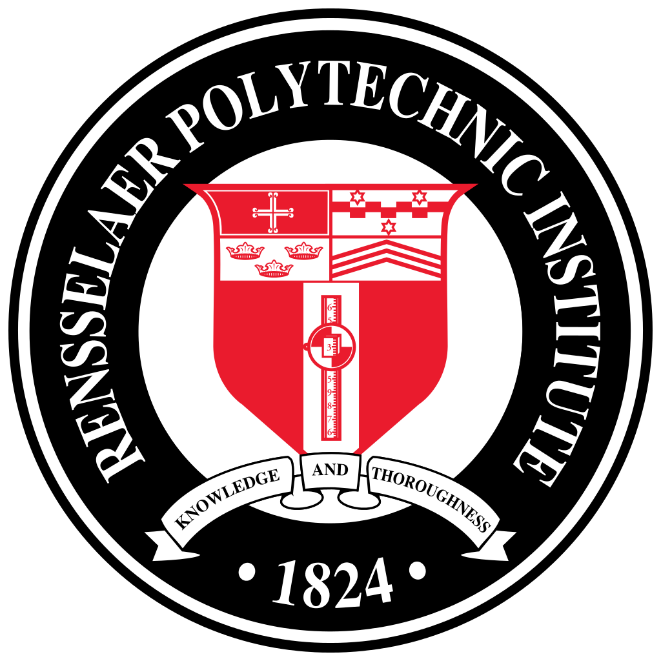 RENSSELAER POLYTECHNIC INSTITUTE
KNOWLEDGE AND THOROUGHNESS
• 1824 •